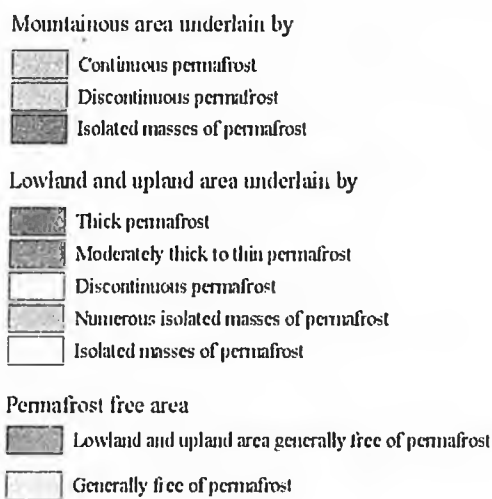 Mountainous area underlain by
Continuous permafrost
Discontinuous permafrost
Isolated masses of permafrost
Lowland and upland area underlain by
Thick permafrost
Moderately thick to thin permafrost
Discontinuous permafrost
Numerous isolated masses of permafrost
Isolated masses of permafrost
Permafrost free area
Lowland and upland area generally free of permafrost
Generally free of permafrost